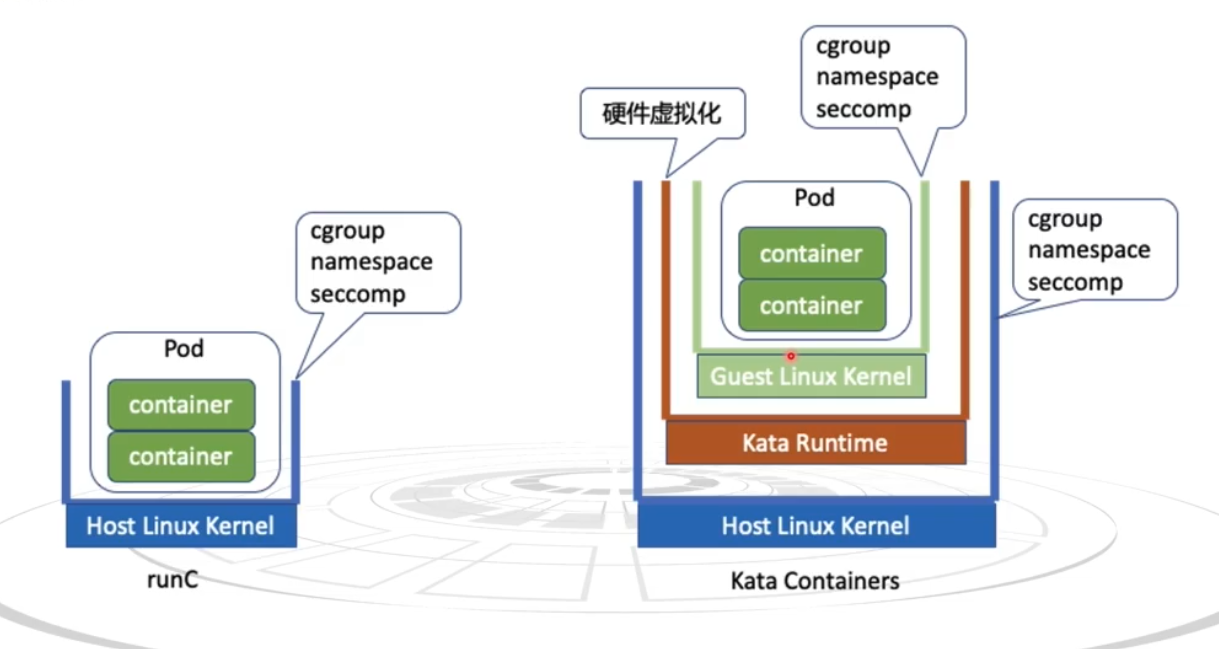 cgroup
namespace
seccomp
Pod
container
container
Host Linux Kernel
runC
硬件虚拟化
cgroup
namespace
seccomp
Pod
container
container
cgroup
namespace
seccomp
Guest Linux Kernel
Kata Runtime
Host Linux Kernel
Kata Containers